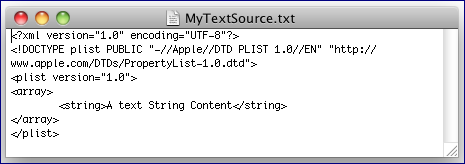 MyTextSource.txt
<?xml version="1.0" encoding="UTF-8"?>
<!DOCTYPE plist PUBLIC "-//Apple//DTD PLIST 1.0//EN" "http://
www.apple.com/DTDs/PropertyList-1.0.dtd">
<plist version="1.0">
<array>
        <string>A text String Content</string>
</array>
</plist>